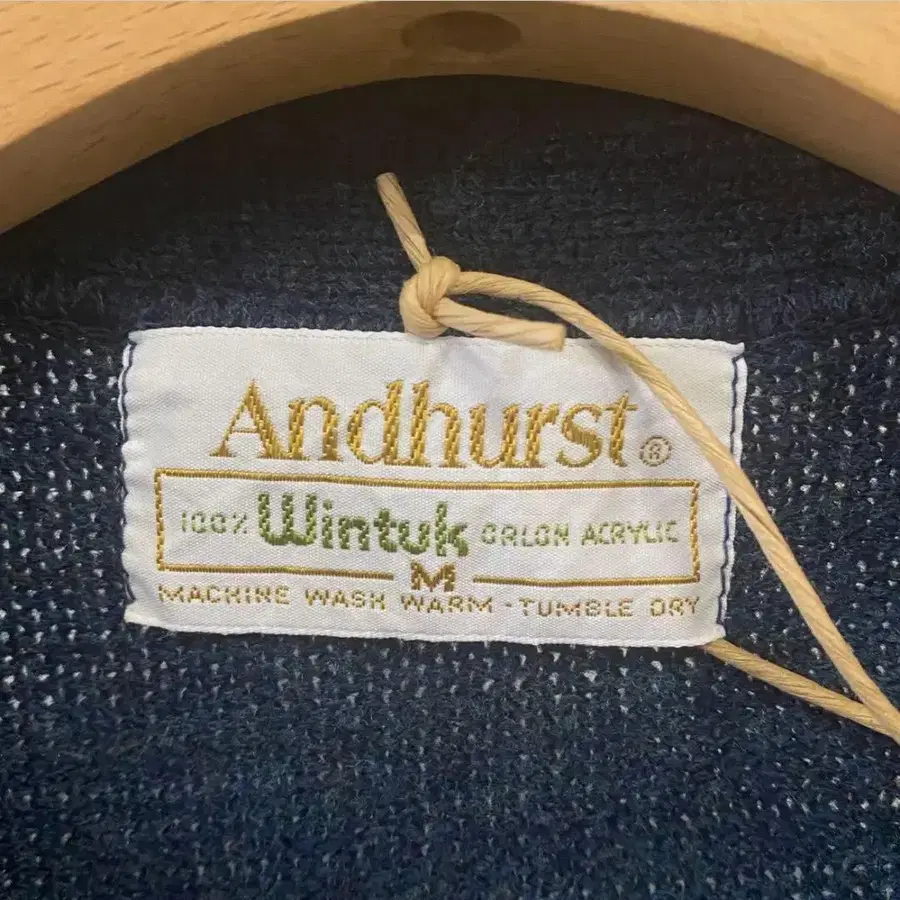 Andhurst®
100% Wintuk ORLON ACRYLIC
M
MACHINE WASH WARM - TUMBLE DRY